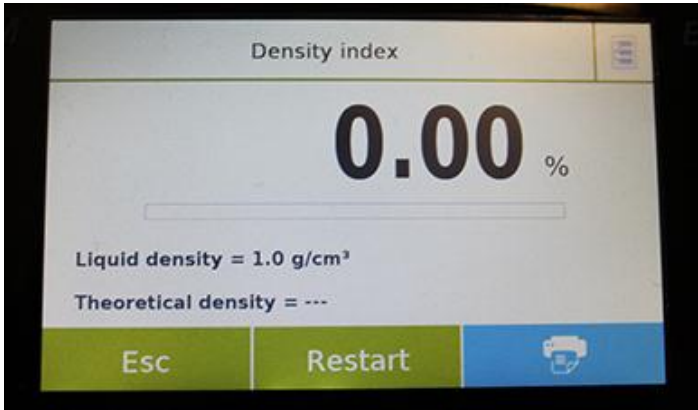 Density index
0.00 %
Liquid density = 1.0 g/cm³
Theoretical density = ---
Esc
Restart